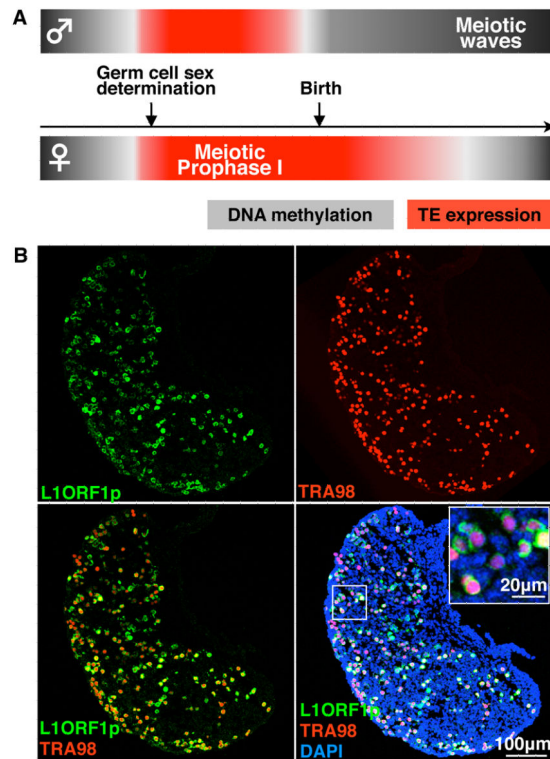 A
♂
Meiotic
waves
Germ cell sex
determination
Birth
♀
Meiotic
Prophase I
DNA methylation
TE expression
B
L1ORF1p
TRA98
L1ORF1p
TRA98
20µm
L1ORF1p
TRA98
DAPI
100µm